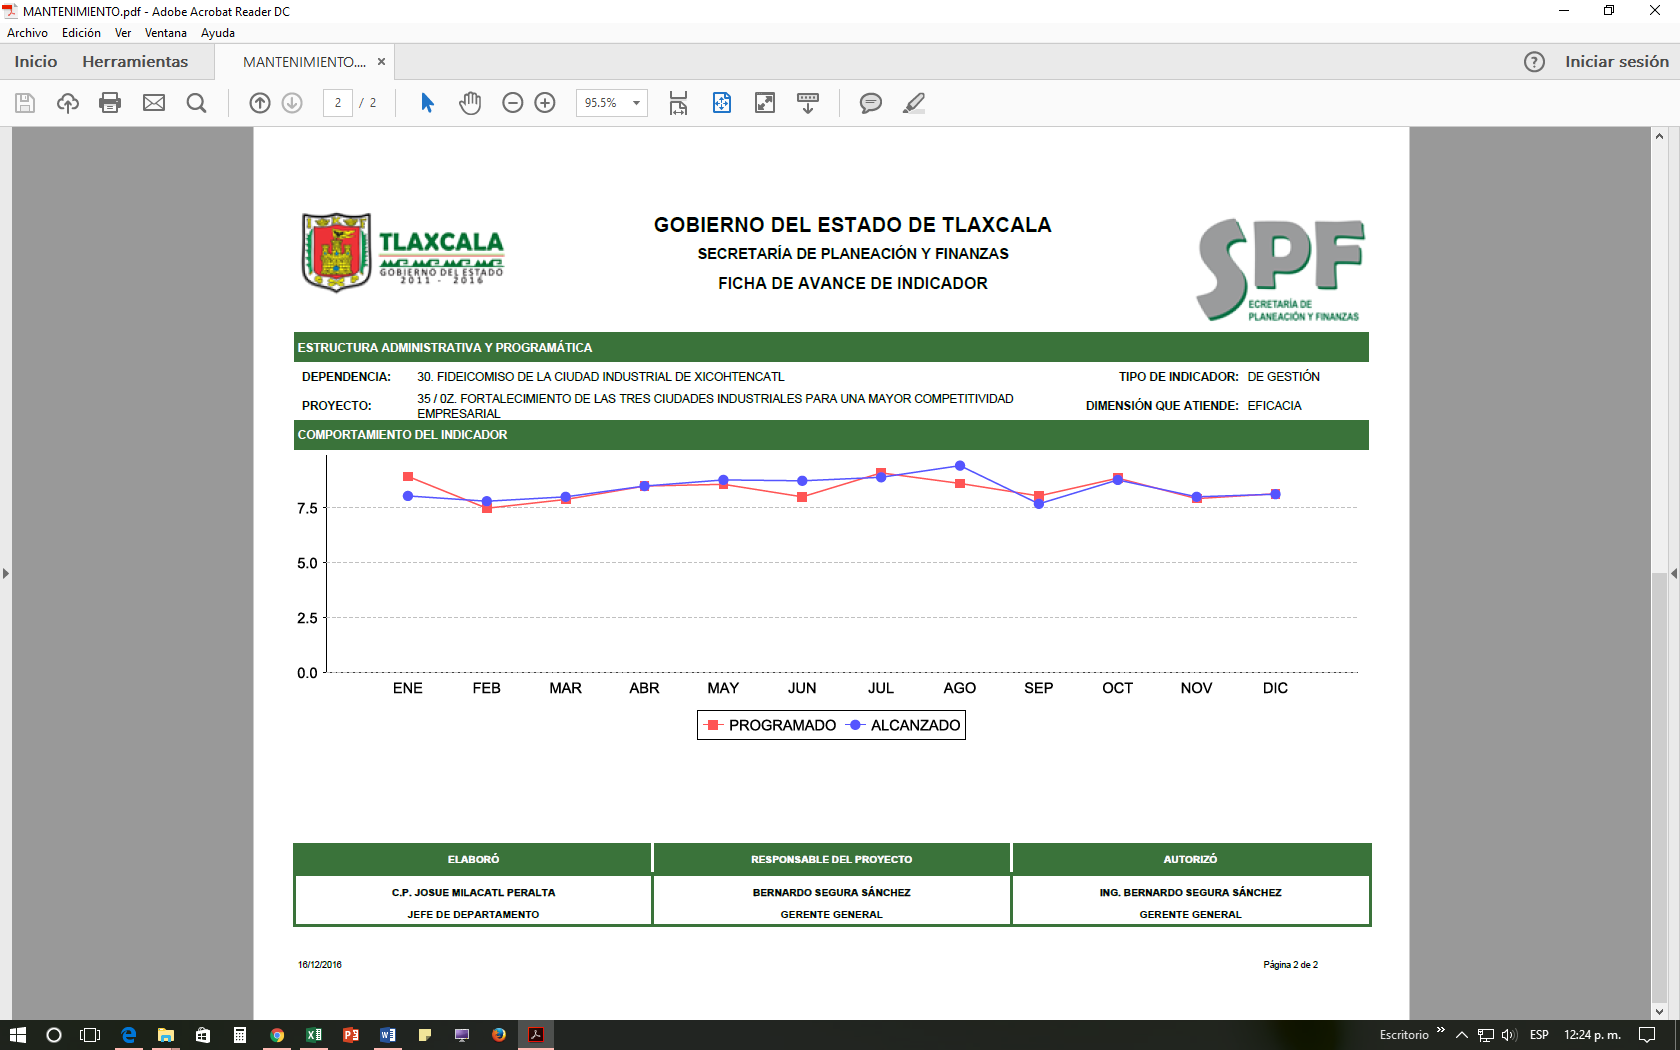 MANTENIMIENTO.pdf - Adobe Acrobat Reader DC
Archivo Edición Ver Ventana Ayuda
Inicio Herramientas MANTENIMIENTO.... × ? Iniciar sesión
2 / 2 95.5%
TLAXCALA
GOBIERNO DEL ESTADO
2011 - 2016
GOBIERNO DEL ESTADO DE TLAXCALA
SECRETARÍA DE PLANEACIÓN Y FINANZAS
FICHA DE AVANCE DE INDICADOR
SPF
ECRETARÍA DE
PLANEACIÓN Y FINANZAS
ESTRUCTURA ADMINISTRATIVA Y PROGRAMÁTICA
DEPENDENCIA: 30. FIDEICOMISO DE LA CIUDAD INDUSTRIAL DE XICOHTENCATL TIPO DE INDICADOR: DE GESTIÓN
PROYECTO: 35 / 0Z. FORTALECIMIENTO DE LAS TRES CIUDADES INDUSTRIALES PARA UNA MAYOR COMPETITIVIDAD
EMPRESARIAL
DIMENSIÓN QUE ATIENDE: EFICACIA
COMPORTAMIENTO DEL INDICADOR
7.5
5.0
2.5
0.0
ENE FEB MAR ABR MAY JUN JUL AGO SEP OCT NOV DIC
PROGRAMADO ALCANZADO
ELABORÓ RESPONSABLE DEL PROYECTO AUTORIZÓ
C.P. JOSUE MILACATL PERALTA BERNARDO SEGURA SÁNCHEZ ING. BERNARDO SEGURA SÁNCHEZ
JEFE DE DEPARTAMENTO GERENTE GENERAL GERENTE GENERAL
16/12/2016 Página 2 de 2
Escritorio ESP 12:24 p. m.